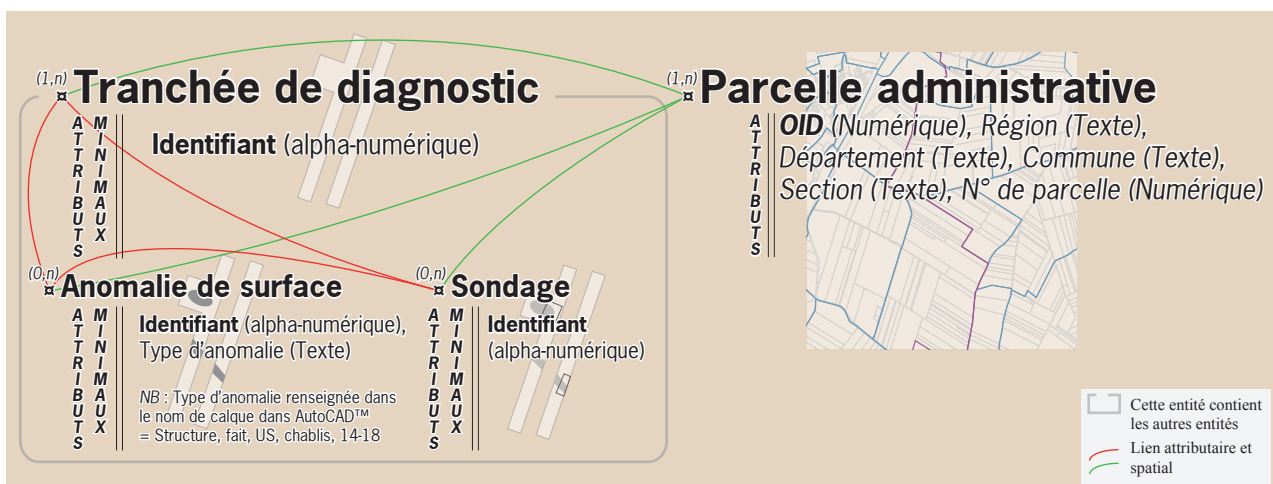 (1,n)
Tranchée de diagnostic
ATTRIBUTS
MINIMAUX
Identifiant (alpha-numérique)
(1,n)
Parcelle administrative
ATTRIBUTS
OID (Numérique), Région (Texte),
Département (Texte), Commune (Texte),
Section (Texte), N° de parcelle (Numérique)
(0,n)
Anomalie de surface
ATTRIBUTS
MINIMAUX
Identifiant (alpha-numérique),
Type d'anomalie (Texte)
NB : Type d'anomalie renseignée dans
le nom de calque dans AutoCAD™
= Structure, fait, US, chablis, 14-18
(0,n)
Sondage
ATTRIBUTS
MINIMAUX
Identifiant
(alpha-numérique)
Cette entité contient
les autres entités
Lien attributaire et
spatial